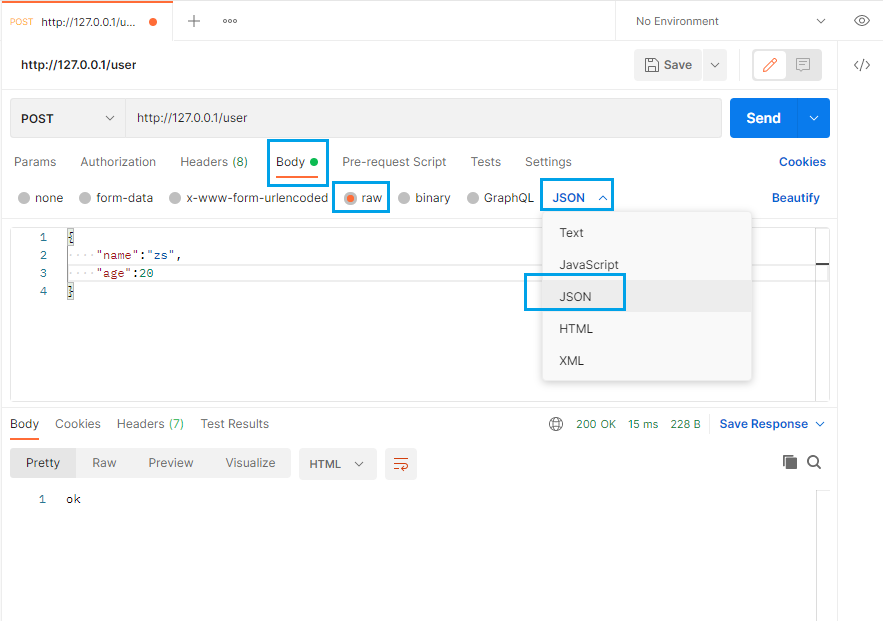 POST http://127.0.0.1/u... No Environment
http://127.0.0.1/user Save
POST http://127.0.0.1/user Send
Params Authorization Headers (8) Body Pre-request Script Tests Settings Cookies
none form-data x-www-form-urlencoded raw binary GraphQL JSON Beautify
Text
JavaScript
JSON
HTML
XML
1 {
2 "name":"zs",
3 "age":20
4 }
Body Cookies Headers (7) Test Results 200 OK 15 ms 228 B Save Response
Pretty Raw Preview Visualize HTML
1 ok